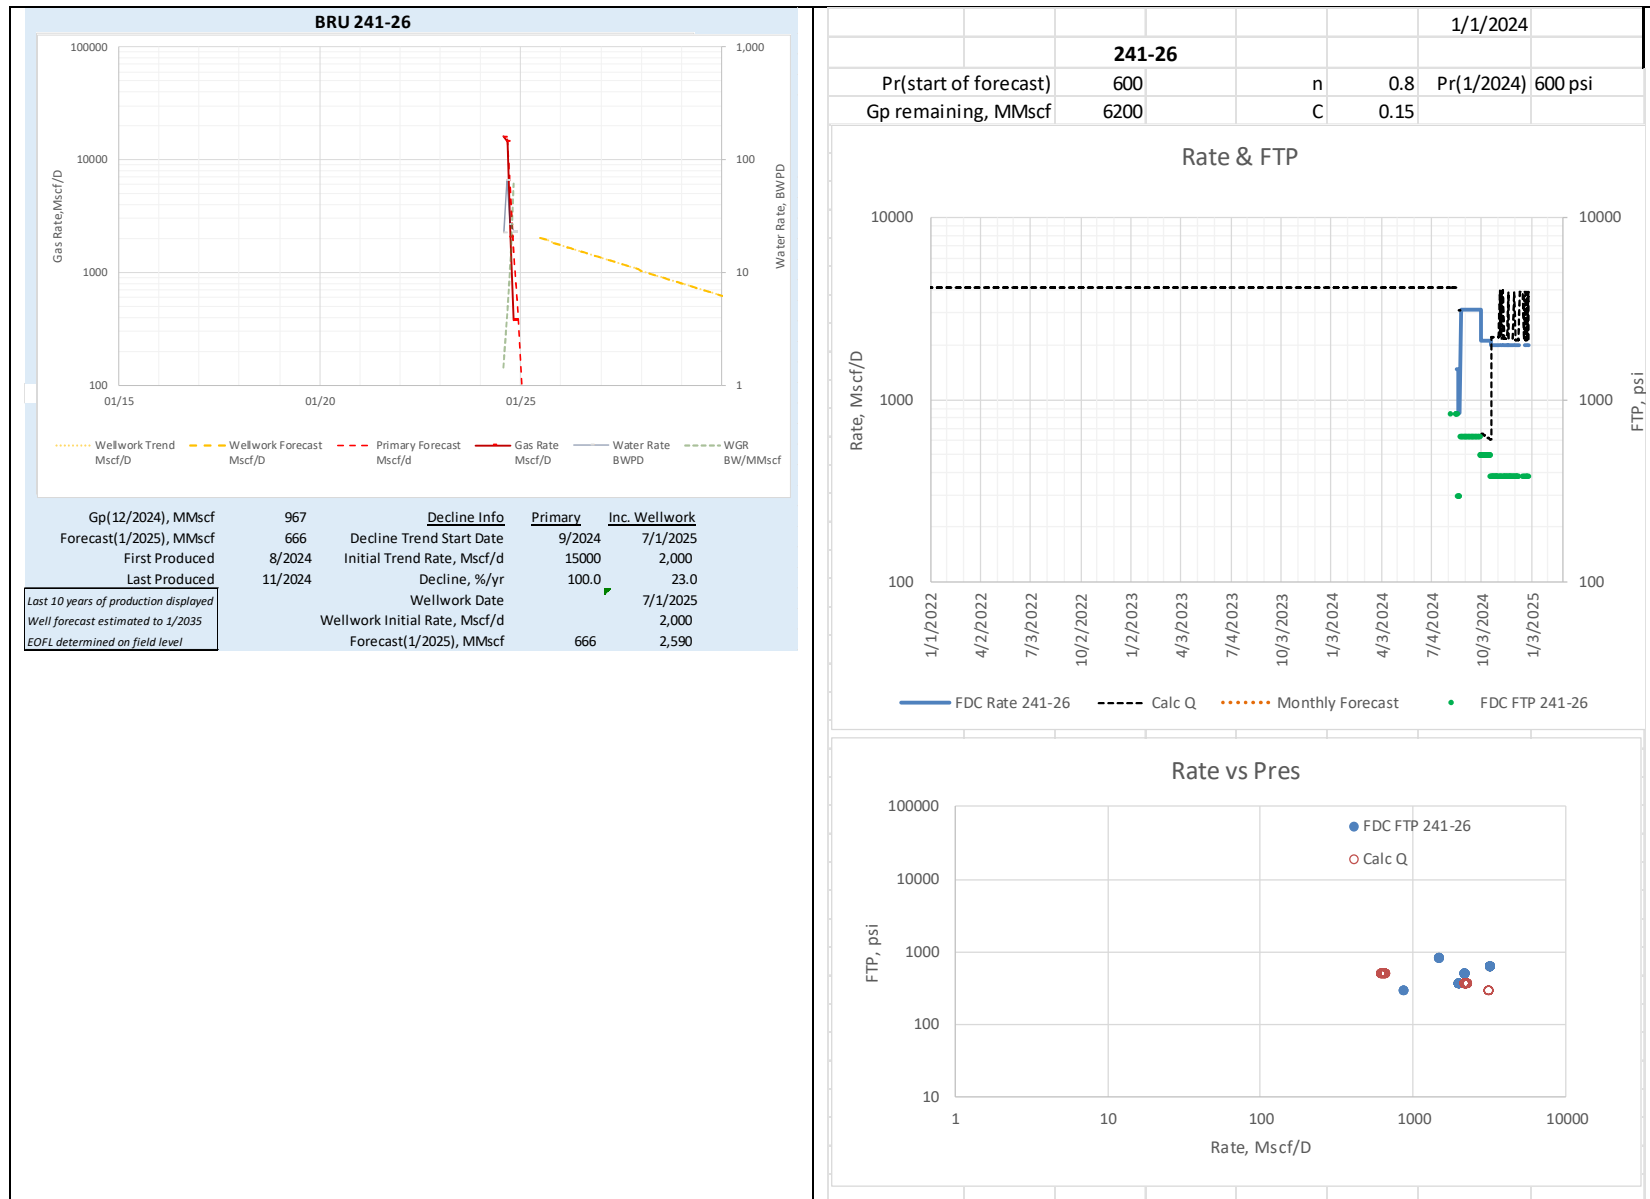 BRU 241-26
100000
10000
1000
100
1,000
100
10
1
Gas Rate,Mscf/D
Water Rate, BWPD
01/15 01/20 01/25
Wellwork Trend Mscf/D
Wellwork Forecast Mscf/D
Primary Forecast Mscf/d
Gas Rate Mscf/D
Water Rate BWPD
WGR BW/MMscf
Gp(12/2024), MMscf 967 Decline Info Primary Inc. Wellwork
Forecast(1/2025), MMscf 666 Decline Trend Start Date 9/2024 7/1/2025
First Produced 8/2024 Initial Trend Rate, Mscf/d 15000 2,000
Last Produced 11/2024 Decline, %/yr 100.0 23.0
Last 10 years of production displayed Wellwork Date 7/1/2025
Well forecast estimated to 1/2035 Wellwork Initial Rate, Mscf/d 2,000
EOFL determined on field level Forecast(1/2025), MMscf 666 2,590
1/1/2024
241-26
Pr(start of forecast) 600 n 0.8 Pr(1/2024) 600 psi
Gp remaining, MMscf 6200 C 0.15
Rate & FTP
10000
1000
100
10000
1000
100
Rate, Mscf/D
FTP, psi
1/1/2022 4/2/2022 7/3/2022 10/2/2022 1/2/2023 4/3/2023 7/4/2023 10/3/2023 1/3/2024 4/3/2024 7/4/2024 10/3/2024 1/3/2025
FDC Rate 241-26 Calc Q Monthly Forecast FDC FTP 241-26
Rate vs Pres
100000
10000
1000
100
10
FTP, psi
FDC FTP 241-26
Calc Q
1 10 100 1000 10000
Rate, Mscf/D